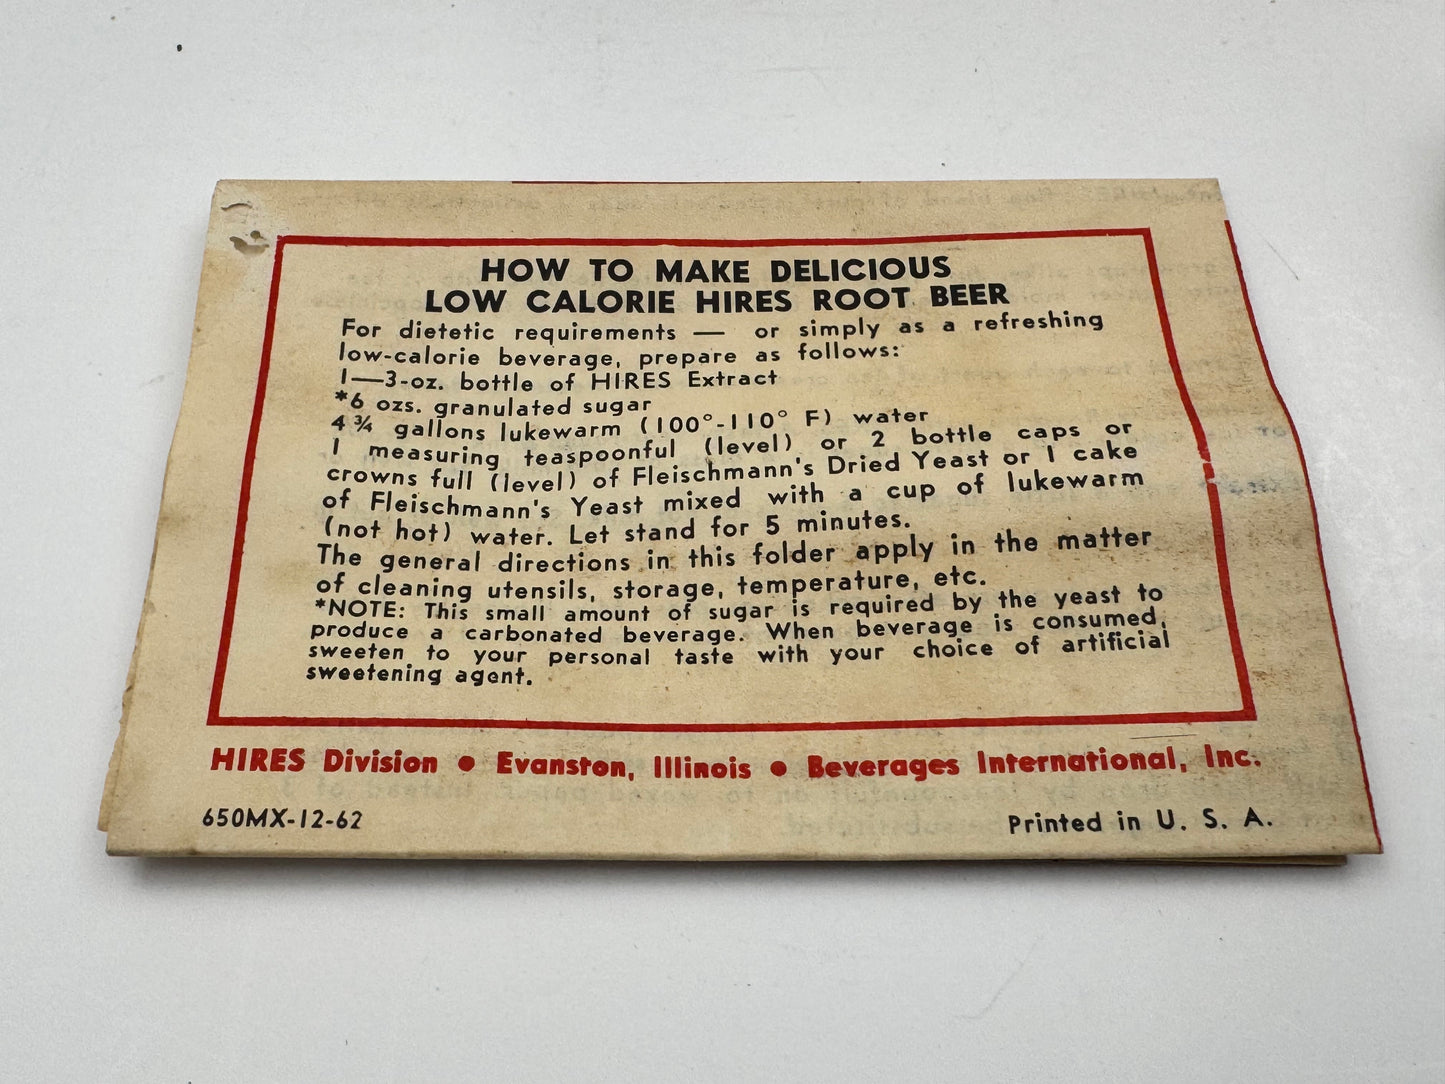 HOW TO MAKE DELICIOUS
LOW CALORIE HIRES ROOT BEER
For dietetic requirements — or simply as a refreshing
low-calorie beverage, prepare as follows:
1—3-oz. bottle of HIRES Extract
*6 ozs. granulated sugar
4 ¾ gallons lukewarm (100°-110° F) water
1 measuring teaspoonful (level) or 2 bottle caps or
crowns full (level) of Fleischmann's Dried Yeast or 1 cake
of Fleischmann's Yeast mixed with a cup of lukewarm
(not hot) water. Let stand for 5 minutes.
The general directions in this folder apply in the matter
of cleaning utensils, storage, temperature, etc.
*NOTE: This small amount of sugar is required by the yeast to
produce a carbonated beverage. When beverage is consumed,
sweeten to your personal taste with your choice of artificial
sweetening agent.
HIRES Division • Evanston, Illinois • Beverages International, Inc.
650MX-12-62 Printed in U. S. A.